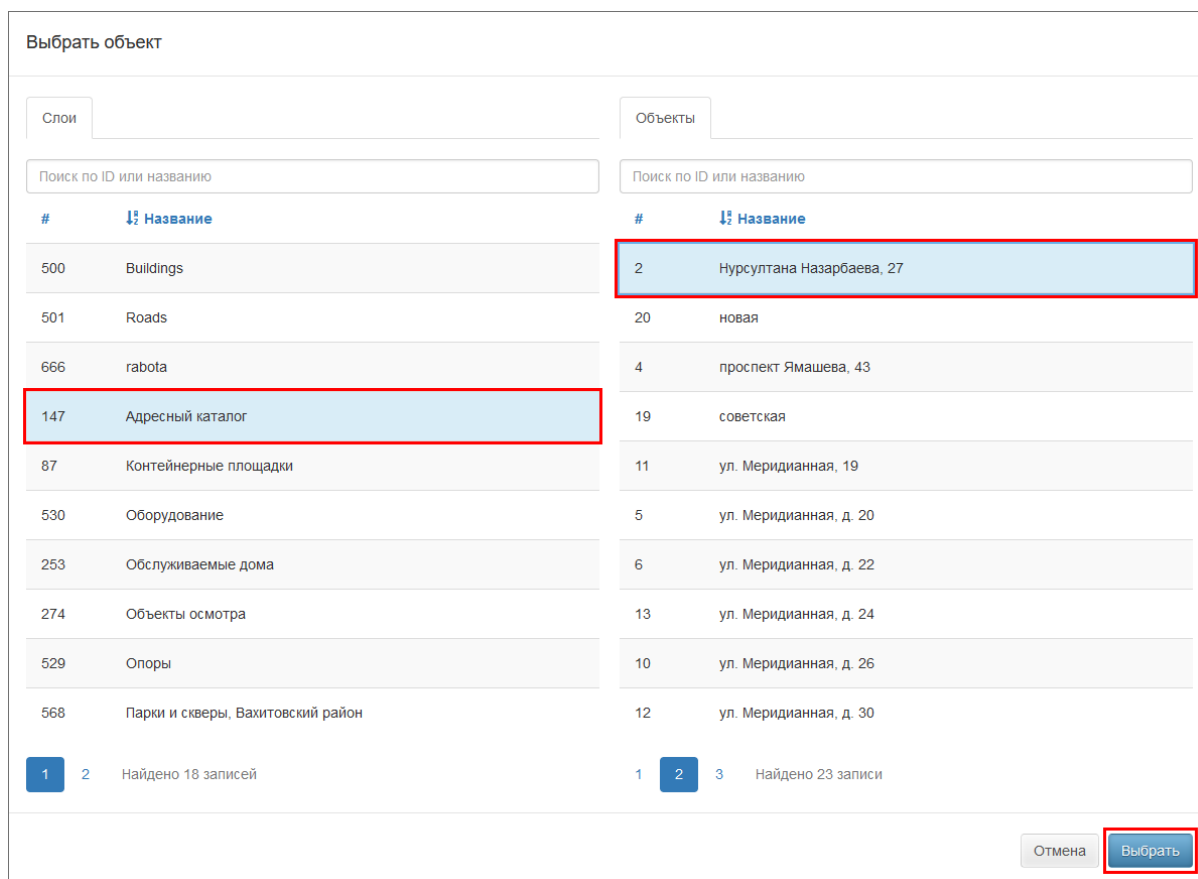 Выбрать объект
Слои
Поиск по ID или названию
# Название
500 Buildings
501 Roads
666 rabota
147 Адресный каталог
87 Контейнерные площадки
530 Оборудование
253 Обслуживаемые дома
274 Объекты осмотра
529 Опоры
568 Парки и скверы, Вахитовский район
1 2 Найдено 18 записей
Объекты
Поиск по ID или названию
# Название
2 Нурсултана Назарбаева, 27
20 новая
4 проспект Ямашева, 43
19 советская
11 ул. Меридианная, 19
5 ул. Меридианная, д. 20
6 ул. Меридианная, д. 22
13 ул. Меридианная, д. 24
10 ул. Меридианная, д. 26
12 ул. Меридианная, д. 30
1 2 3 Найдено 23 записи
Отмена Выбрать